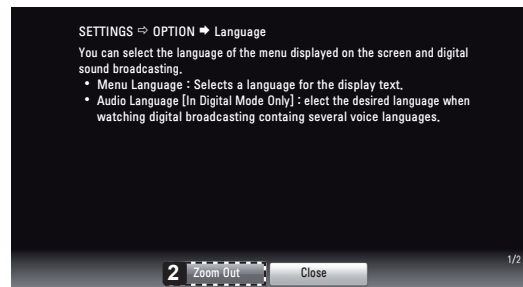 SETTINGS ⇨ OPTION ➡ Language
You can select the language of the menu displayed on the screen and digital
sound broadcasting.
• Menu Language : Selects a language for the display text.
• Audio Language [In Digital Mode Only] : elect the desired language when
watching digital broadcasting containg several voice languages.
1/2
2 Zoom Out Close